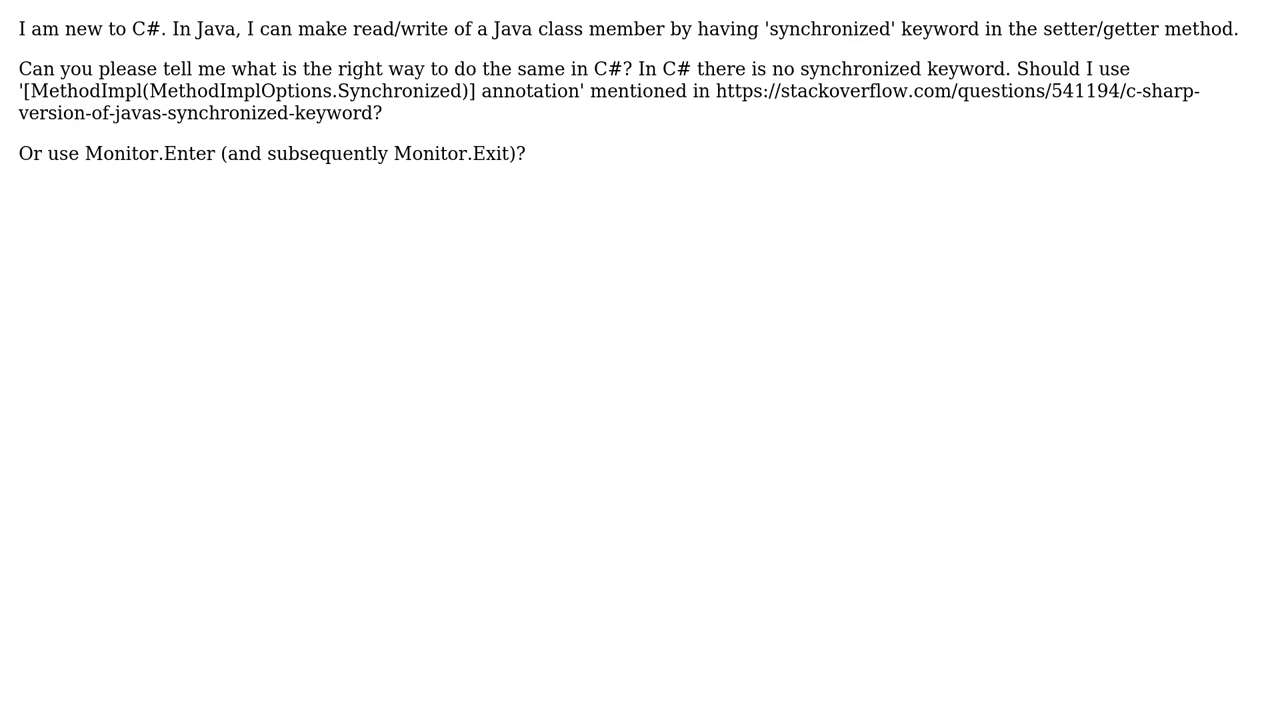 I am new to C#. In Java, I can make read/write of a Java class member by having 'synchronized' keyword in the setter/getter method.
Can you please tell me what is the right way to do the same in C#? In C# there is no synchronized keyword. Should I use
'[MethodImpl(MethodImplOptions.Synchronized)] annotation' mentioned in https://stackoverflow.com/questions/541194/c-sharp-
version-of-javas-synchronized-keyword?
Or use Monitor.Enter (and subsequently Monitor.Exit)?